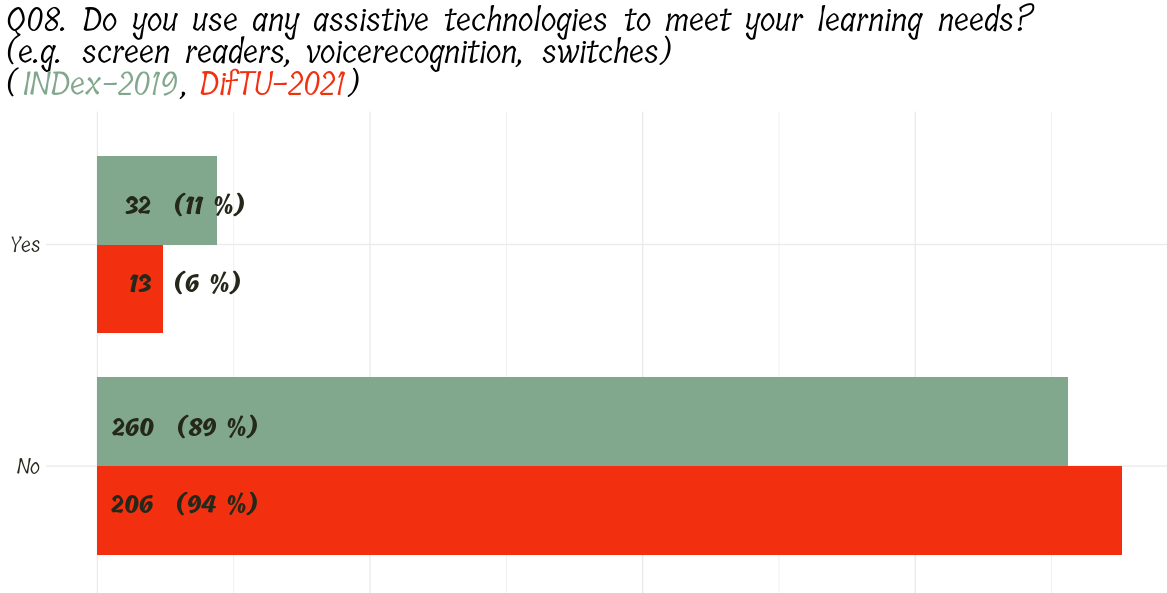 Q08. Do you use any assistive technologies to meet your learning needs?
(e.g. screen readers, voicerecognition, switches)
(INDex-2019, DifTU-2021)
32 (11 %)
Yes
13 (6 %)
260 (89 %)
No
206 (94 %)